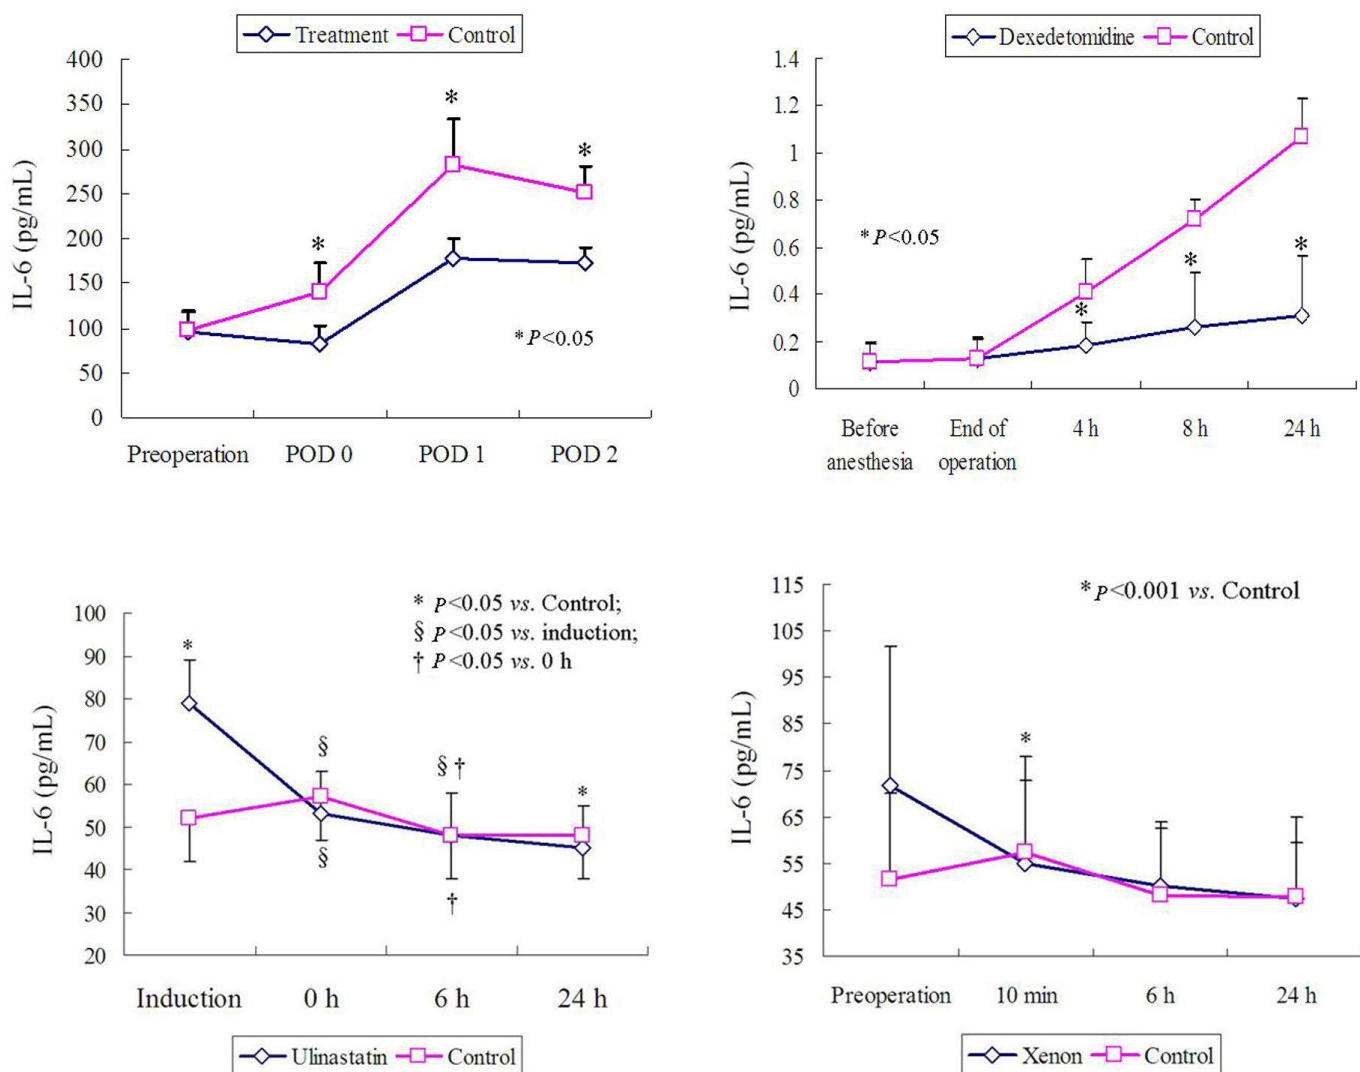 Treatment Control
400
350
300
250
200
150
100
50
0
IL-6 (pg/mL)
*
*
*
*P<0.05
Preoperation POD 0 POD 1 POD 2
Dexedetomidine Control
1.4
1.2
1
0.8
0.6
0.4
0.2
0
IL-6 (pg/mL)
*P<0.05
*
*
*
Before anesthesia
End of operation
4 h 8 h 24 h
100
90
80
70
60
50
40
30
20
IL-6 (pg/mL)
* P<0.05 vs. Control;
§ P<0.05 vs. induction;
† P<0.05 vs. 0 h
*
§
§
§ †
†
*
Induction 0 h 6 h 24 h
Ulinastatin Control
115
105
95
85
75
65
55
45
35
IL-6 (pg/mL)
*P<0.001 vs. Control
*
Preoperation 10 min 6 h 24 h
Xenon Control